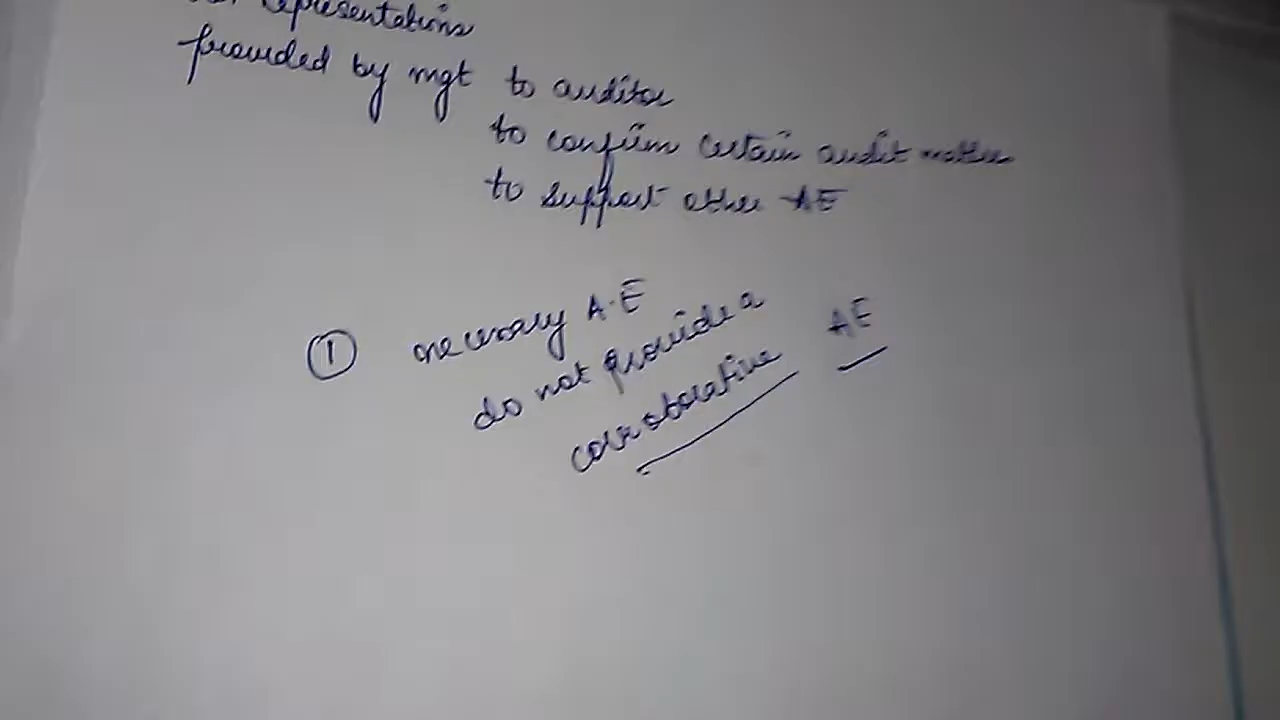 representations
provided by mgt to auditor
to confirm certain audit matters
to support other AE
① necessary A.E
do not provide a
corroborative AE